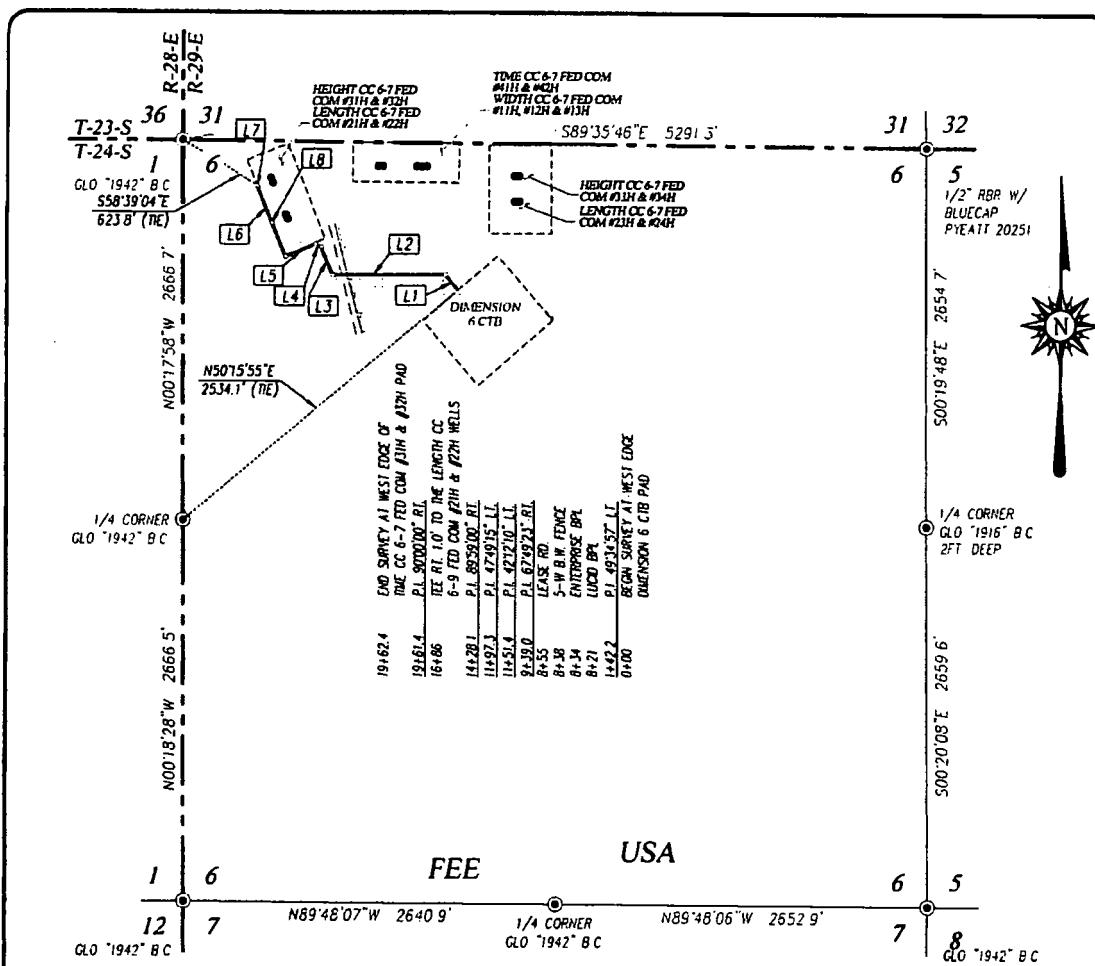 R-28-E
R-29-E
T-23-S
T-24-S
36 31
1 6
GLO "1942" B C
S58°39'04"E
623.8' (TIE)
HEIGHT CC 6-7 FED
COM #31H & #32H
LENGTH CC 6-7 FED
COM #21H & #22H
TIME CC 6-7 FED COM
#41H & #42H
WIDTH CC 6-7 FED COM
#11H, #12H & #13H
S89°35'46"E 5291 3'
31 32
6 5
1/2" RBR W/
BLUECAP
PYEATT 20251
HEIGHT CC 6-7 FED
COM #33H & #34H
LENGTH CC 6-7 FED
COM #23H & #24H
L7
L8
L6
L5
L4
L3
L2
L1
DIMENSION
6 CTB
N00°17'58"W 2666 7'
S00°19'48"E 2654 7'
N
N50°15'55"E
2534.1' (TIE)
1/4 CORNER
GLO "1942" B C
1/4 CORNER
GLO "1916" B C
2FT DEEP
19+62.4 END SURVEY AT WEST EDGE OF
TIME CC 6-7 FED COM #31H & #32H PAD
19+61.4 P.I. 90°00'00" RT.
16+86 TEE RT. 1.0' TO THE LENGTH CC
6-9 FED COM #21H & #22H WELLS
14+28.1 P.I. 89°59'00" RT.
11+97.3 P.I. 47°49'15" LT.
11+51.4 P.I. 42°12'10" LT.
9+39.0 P.I. 67°49'23" RT.
8+55 LEASE RD.
8+38 5-W B.W. FENCE
8+34 ENTERPRISE BPL
8+21 LUCID BPL
1+42.2 P.I. 49°34'57" LT.
0+00 BEGIN SURVEY AT WEST EDGE
DIMENSION 6 CTB PAD
N00°18'28"W 2666 5'
S00°20'08"E 2659 6'
FEE
USA
1 6
12 7
GLO "1942" B C
N89°48'07"W 2640 9'
1/4 CORNER
GLO "1942" B C
N89°48'06"W 2652 9'
6 5
7 8
GLO "1942" B C